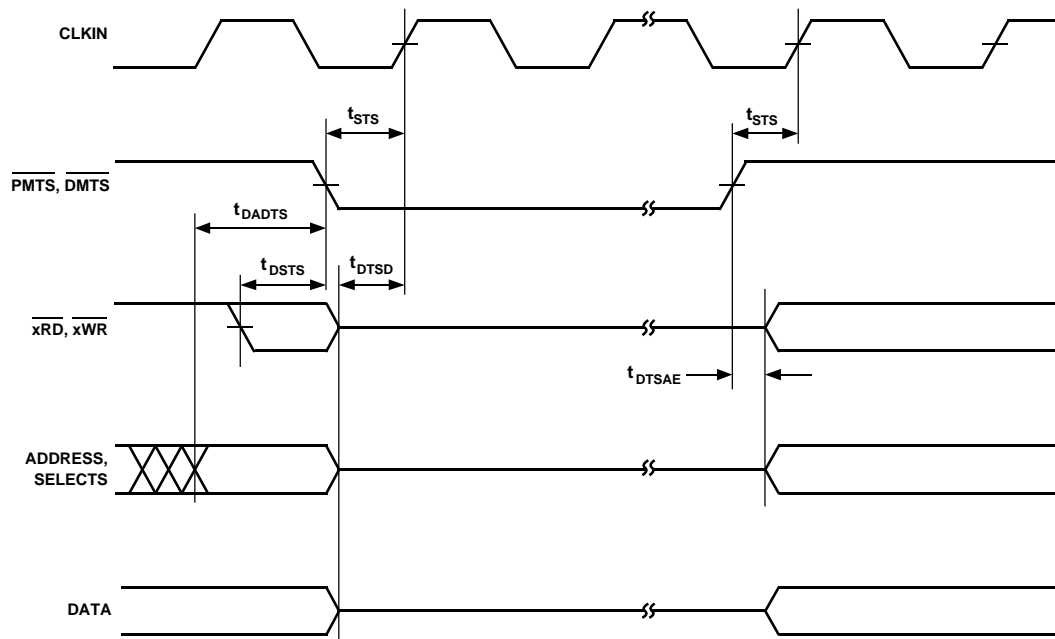 CLKIN
tSTS
tSTS
PMTS, DMTS
tDADTS
tDSTS
tDTSD
xRD, xWR
tDTSAE
ADDRESS,
SELECTS
DATA